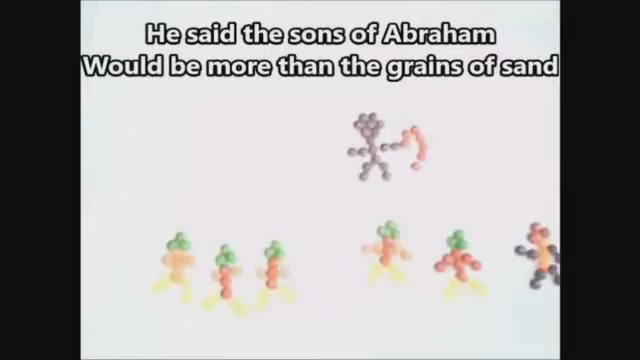 He said the sons of Abraham
Would be more than the grains of sand